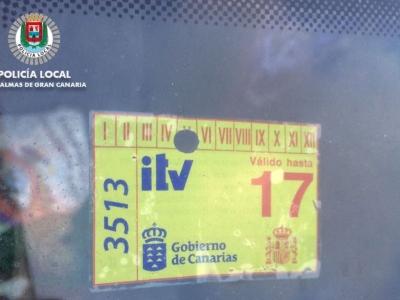 POLICÍA LOCAL
ALMAS DE GRAN CANARIA
I II III IV V VI VII VIII IX X XI XII
3513
itv
Válido hasta
17
Gobierno
de Canarias